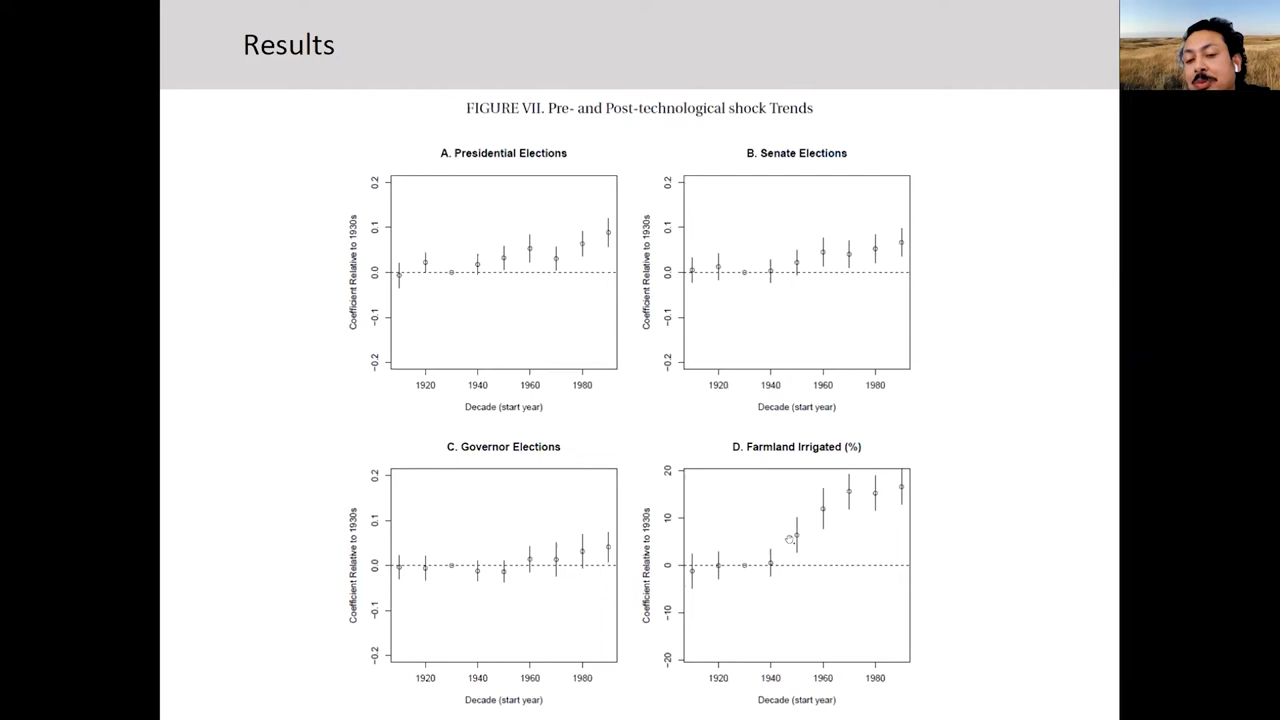 Results
FIGURE VII. Pre- and Post-technological shock Trends
A. Presidential Elections
Coefficient Relative to 1930s
0.2
0.1
0.0
-0.1
-0.2
1920 1940 1960 1980
Decade (start year)
B. Senate Elections
Coefficient Relative to 1930s
0.2
0.1
0.0
-0.1
-0.2
1920 1940 1960 1980
Decade (start year)
C. Governor Elections
Coefficient Relative to 1930s
0.2
0.1
0.0
-0.1
-0.2
1920 1940 1960 1980
Decade (start year)
D. Farmland Irrigated (%)
Coefficient Relative to 1930s
20
10
0
-10
-20
1920 1940 1960 1980
Decade (start year)